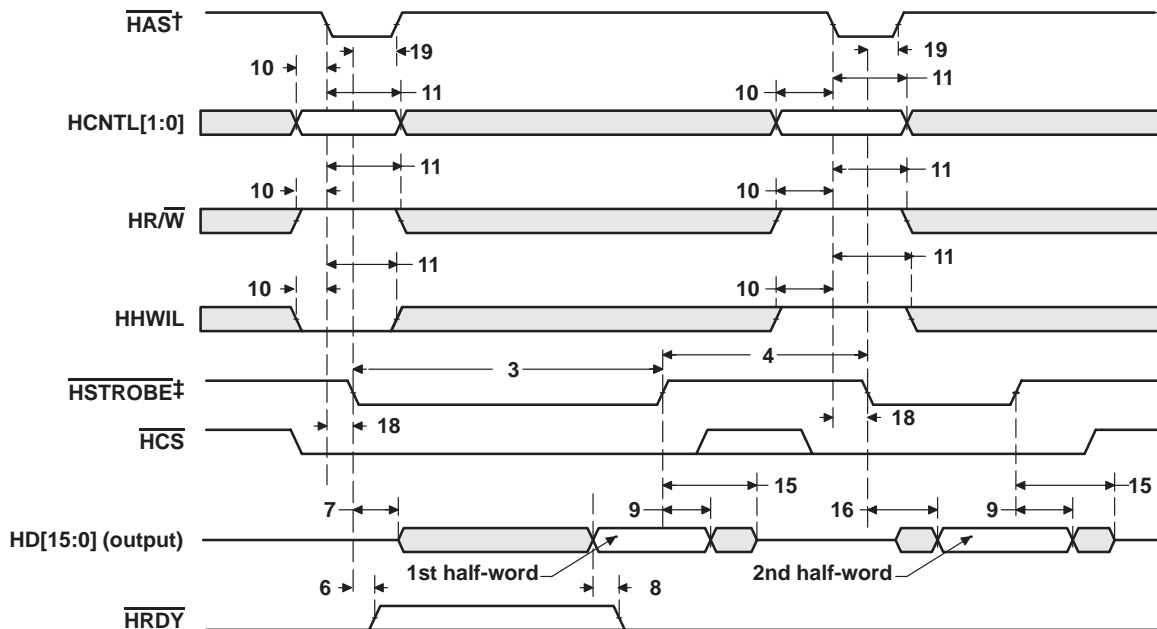 HAS†
19
19
10
11
10
11
HCNTL[1:0]
11
11
10
10
HR/W
11
11
10
10
HHWIL
3
4
HSTROBE‡
18
18
HCS
15
15
7
9
16
9
HD[15:0] (output)
1st half-word
2nd half-word
6
8
HRDY